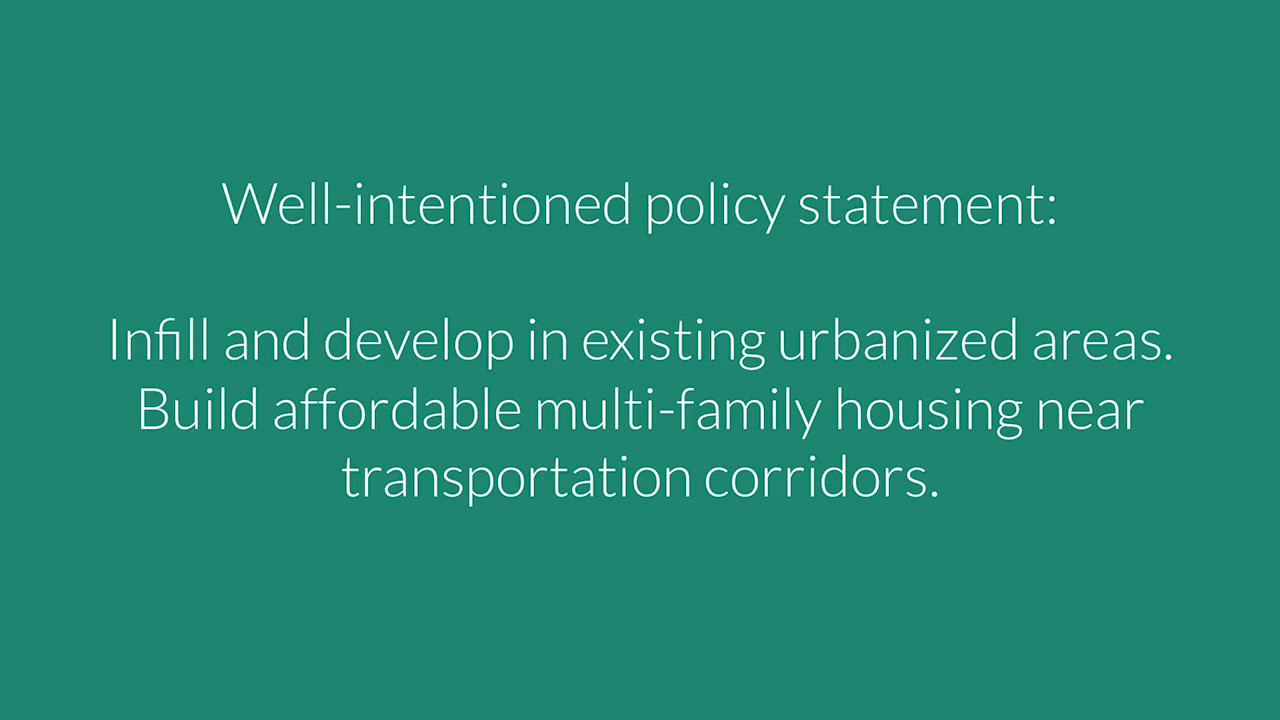 Well-intentioned policy statement:
Infill and develop in existing urbanized areas.
Build affordable multi-family housing near
transportation corridors.